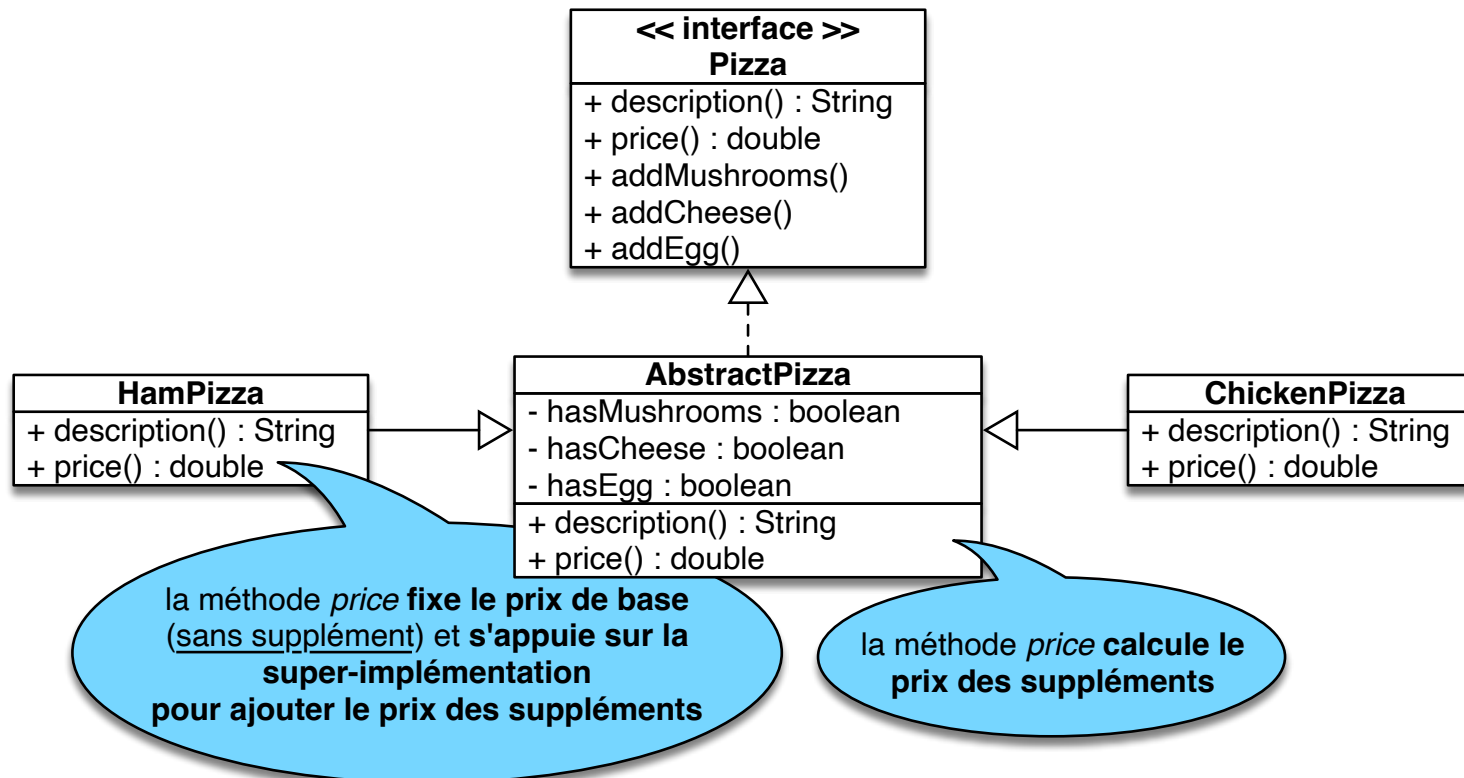 << interface >>
Pizza
+ description() : String
+ price() : double
+ addMushrooms()
+ addCheese()
+ addEgg()
HamPizza
+ description() : String
+ price() : double
AbstractPizza
- hasMushrooms : boolean
- hasCheese : boolean
- hasEgg : boolean
+ description() : String
+ price() : double
ChickenPizza
+ description() : String
+ price() : double
la méthode price fixe le prix de base
(sans supplément) et s'appuie sur la
super-implémentation
pour ajouter le prix des suppléments
la méthode price calcule le
prix des suppléments